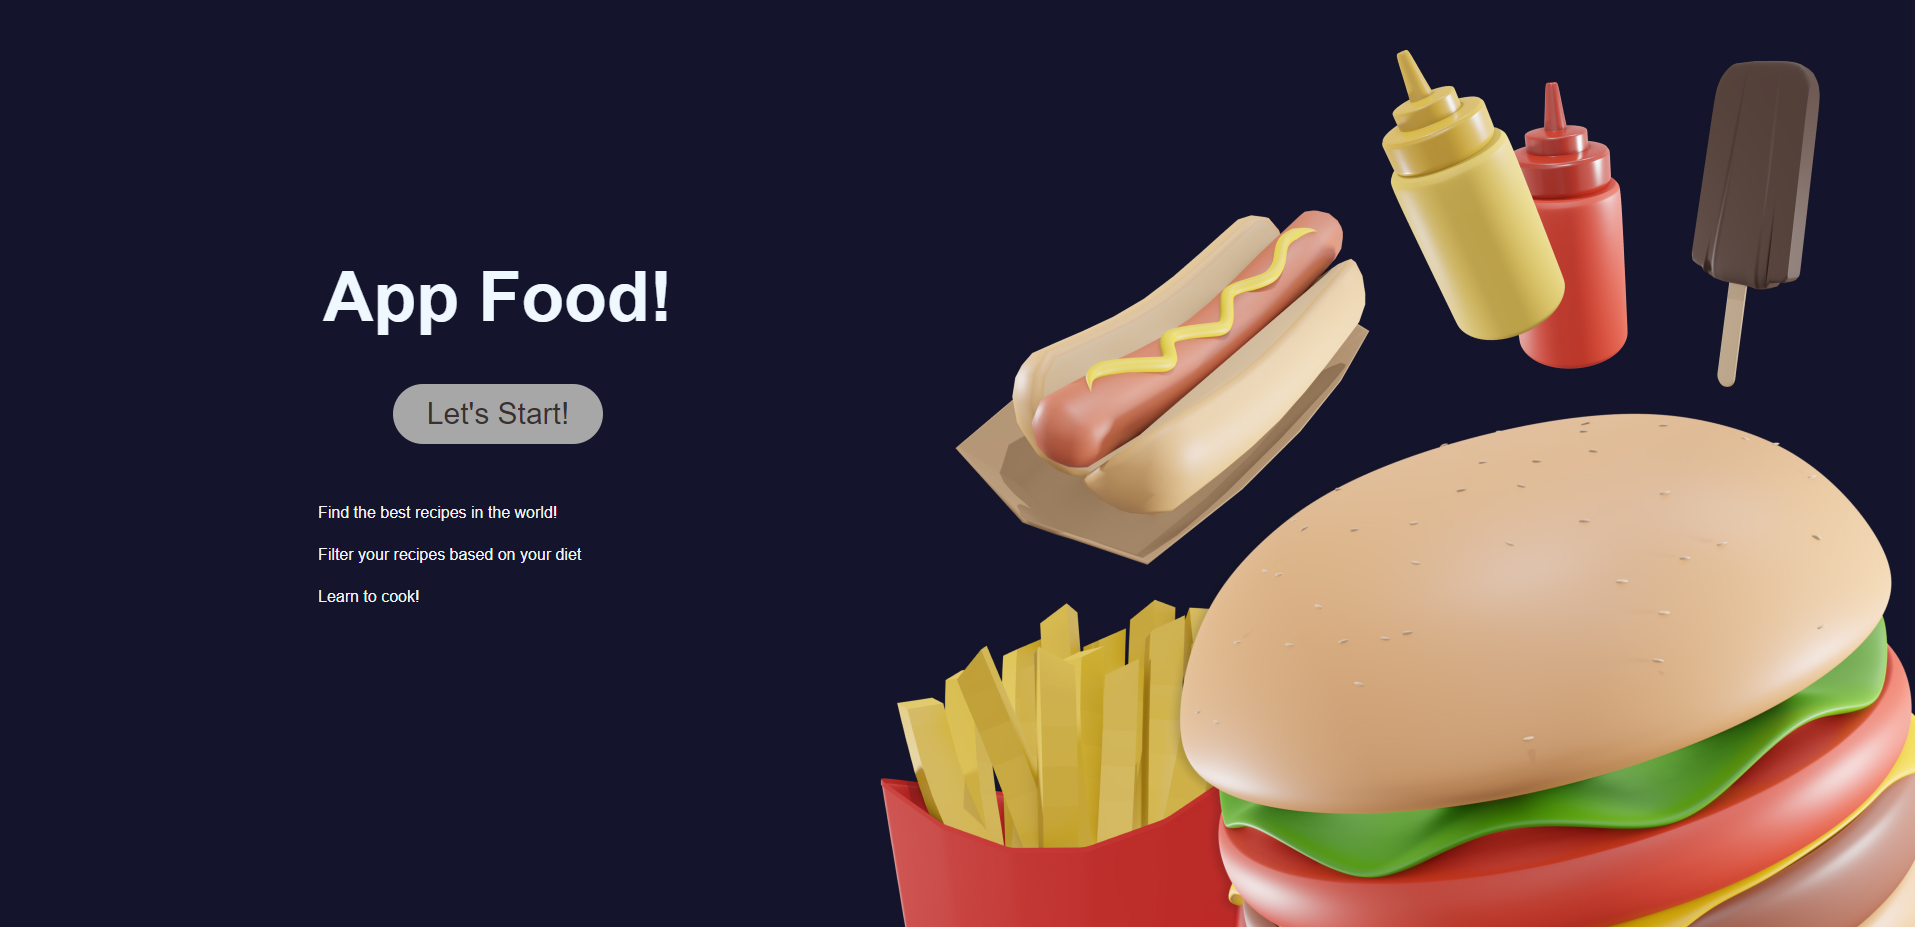 App Food!
Let's Start!
Find the best recipes in the world!
Filter your recipes based on your diet
Learn to cook!